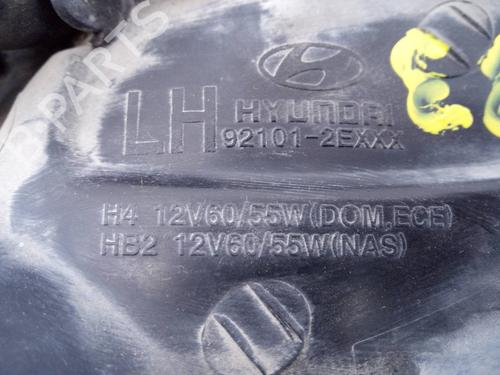 LH HYUNDAI
92101-2EXXX
H4 12V60/55W(DOM,ECE)
HB2 12V60/55W(NAS)